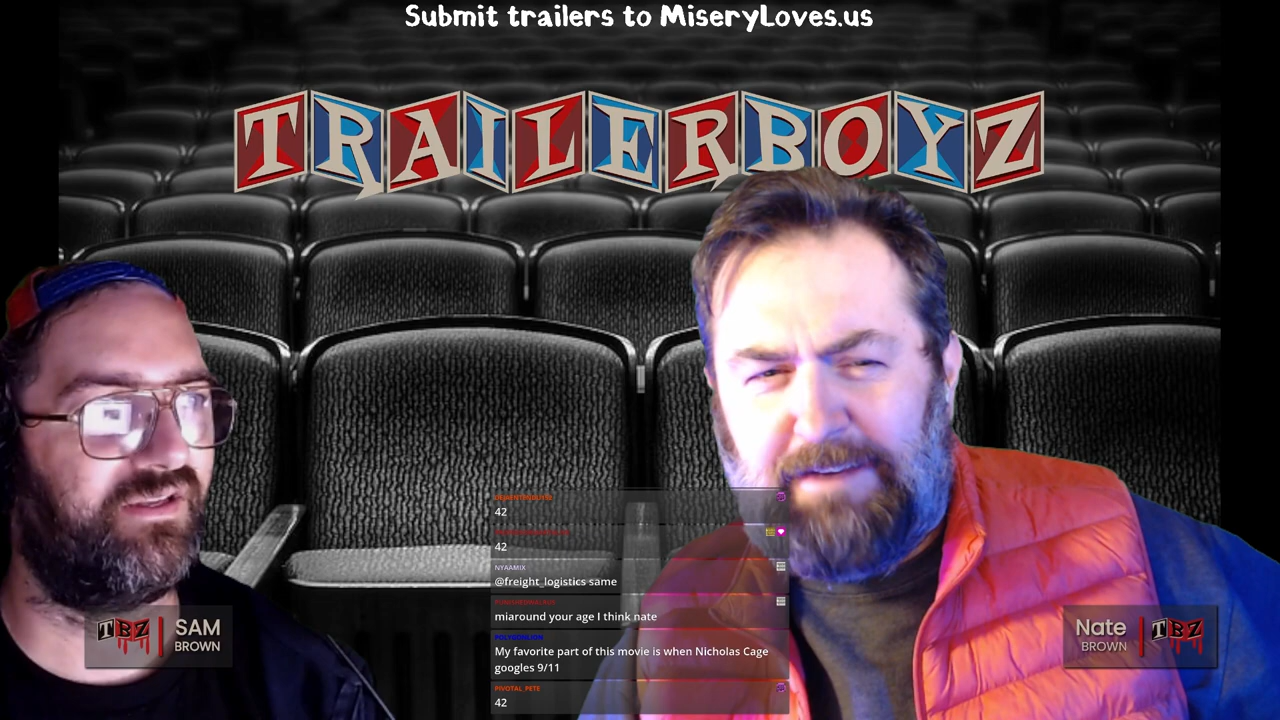 Submit trailers to MiseryLoves.us
TRAILERBOYZ
42
42
NYAAMIX
@freight_logistics same
miaround your age I think nate
POLYGONLION
My favorite part of this movie is when Nicholas Cage
googles 9/11
PIVOTAL_PETE
42
TBZ
SAM
BROWN
Nate
BROWN
TBZ